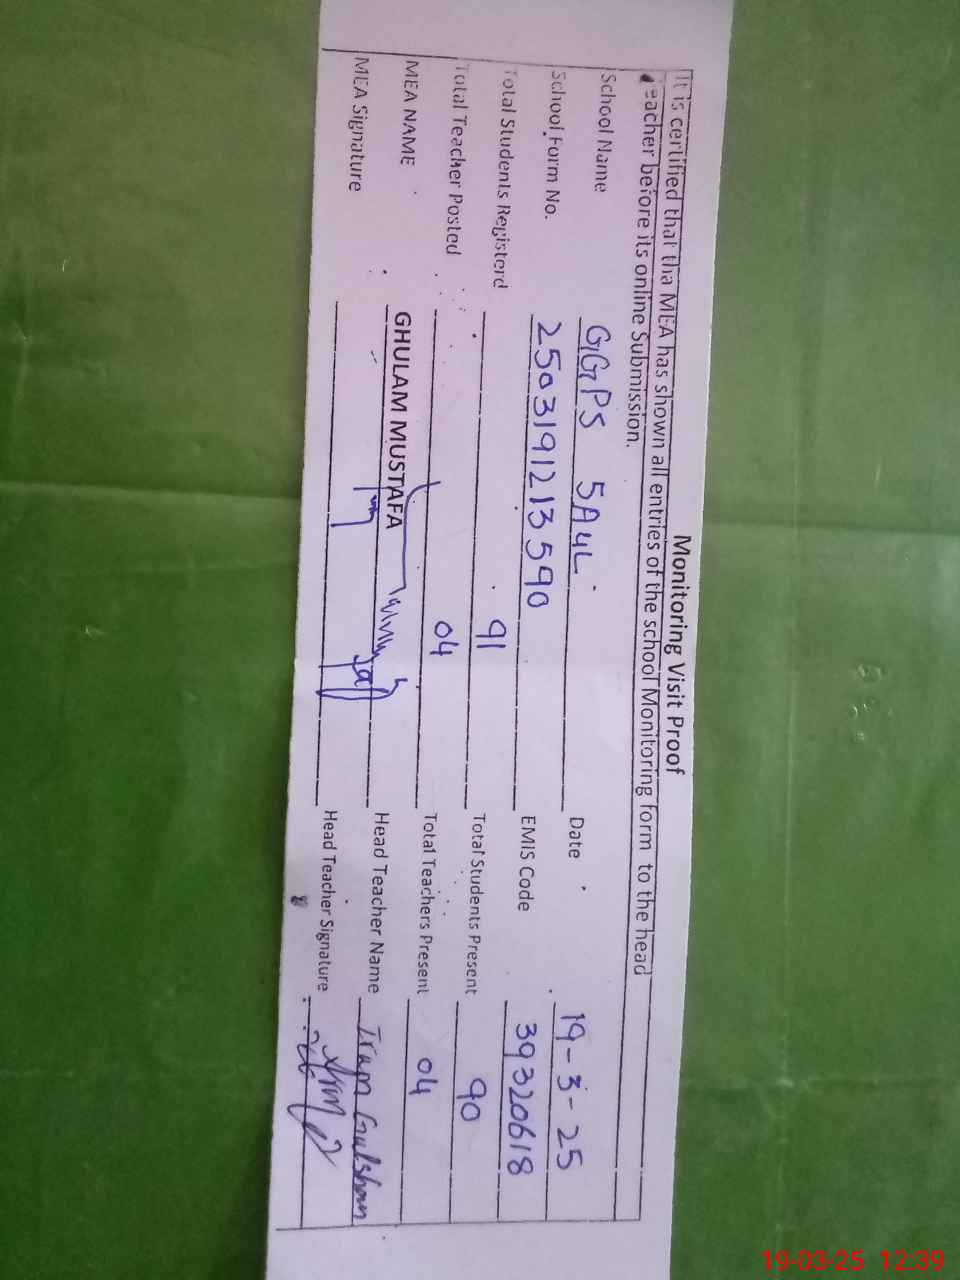 Monitoring Visit Proof
It is certified that tha MEA has shown all entries of the school Monitoring form to the head
teacher before its online Submission.
School Name GGPS 5A4L Date 19-3-25
School Form No. 2503191213590 EMIS Code 39320618
Total Students Registerd 91 Total Students Present 90
Total Teacher Posted 04 Total Teachers Present 04
MEA NAME GHULAM MUSTAFA Head Teacher Name Iram Gulshan
MEA Signature Head Teacher Signature
19-03-25 12:39